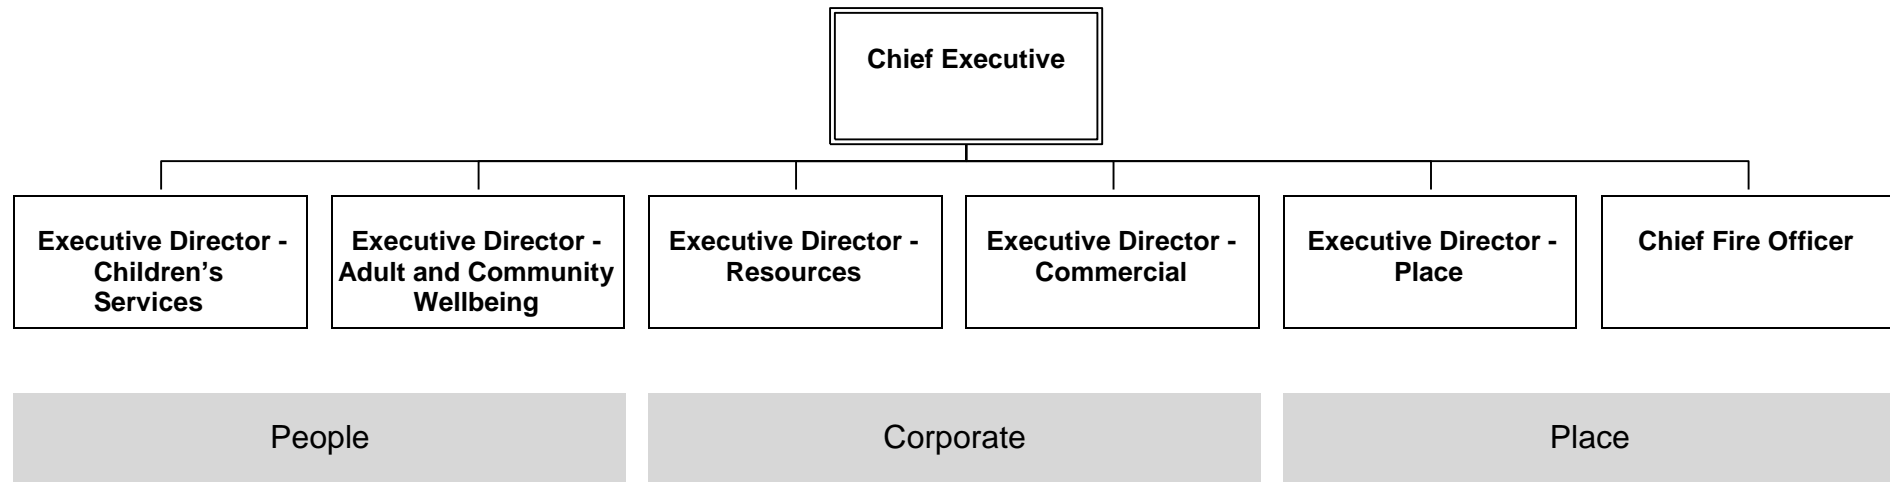 Chief Executive
Executive Director -
Children’s
Services
Executive Director -
Adult and Community
Wellbeing
Executive Director -
Resources
Executive Director -
Commercial
Executive Director -
Place
Chief Fire Officer
People
Corporate
Place